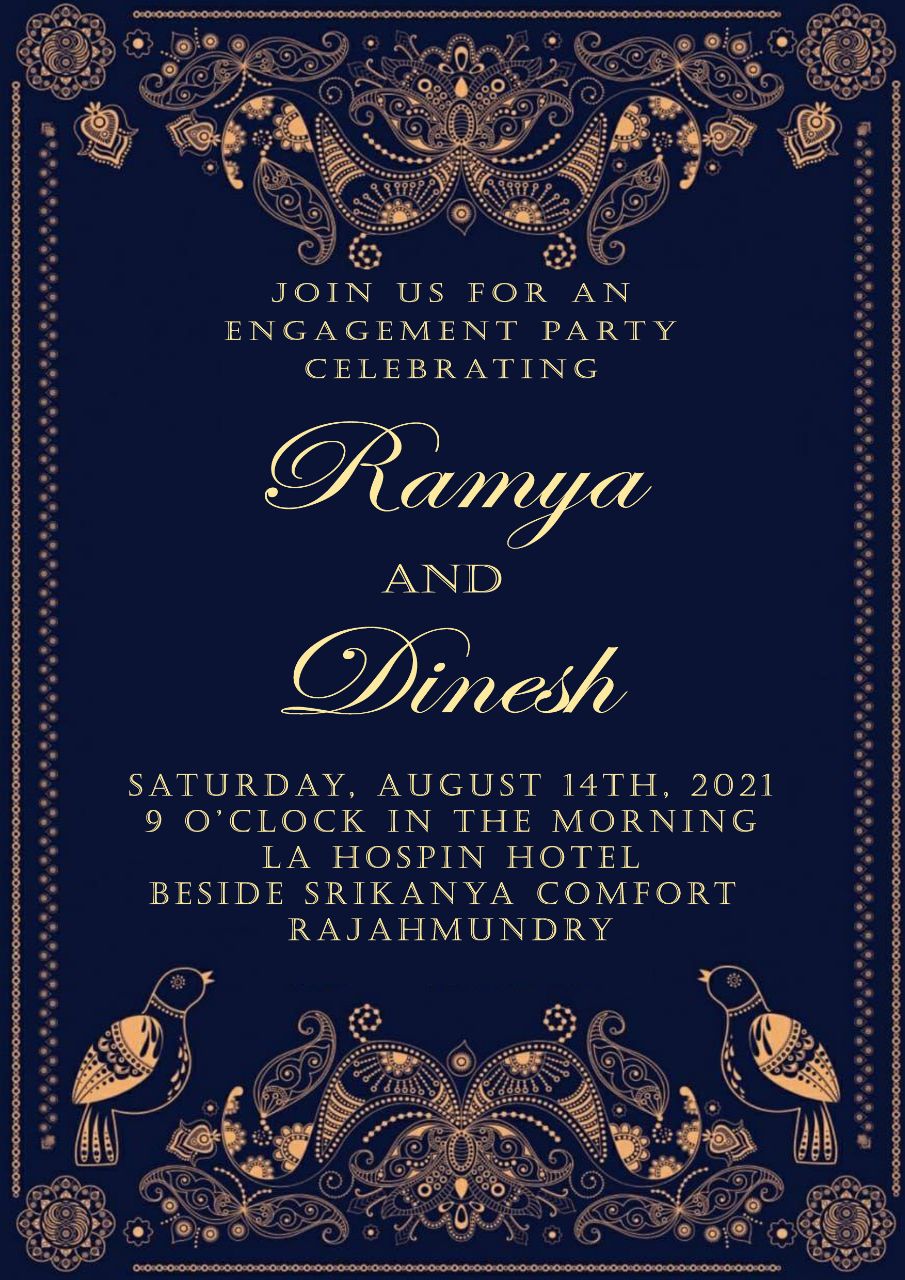 JOIN US FOR AN
ENGAGEMENT PARTY
CELEBRATING
Ramya
AND
Dinesh
SATURDAY, AUGUST 14TH, 2021
9 O'CLOCK IN THE MORNING
LA HOSPIN HOTEL
BESIDE SRIKANYA COMFORT
RAJAHMUNDRY